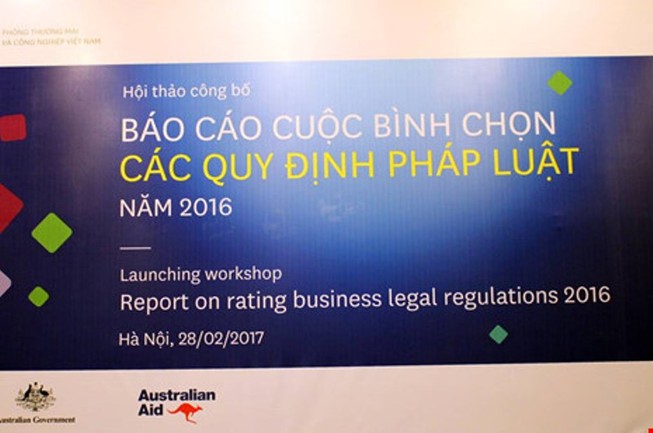 PHÒNG THƯƠNG MẠI
VÀ CÔNG NGHIỆP VIỆT NAM
Hội thảo công bố
BÁO CÁO CUỘC BÌNH CHỌN
CÁC QUY ĐỊNH PHÁP LUẬT
NĂM 2016
Launching workshop
Report on rating business legal regulations 2016
Hà Nội, 28/02/2017
Australian Government
Australian
Aid